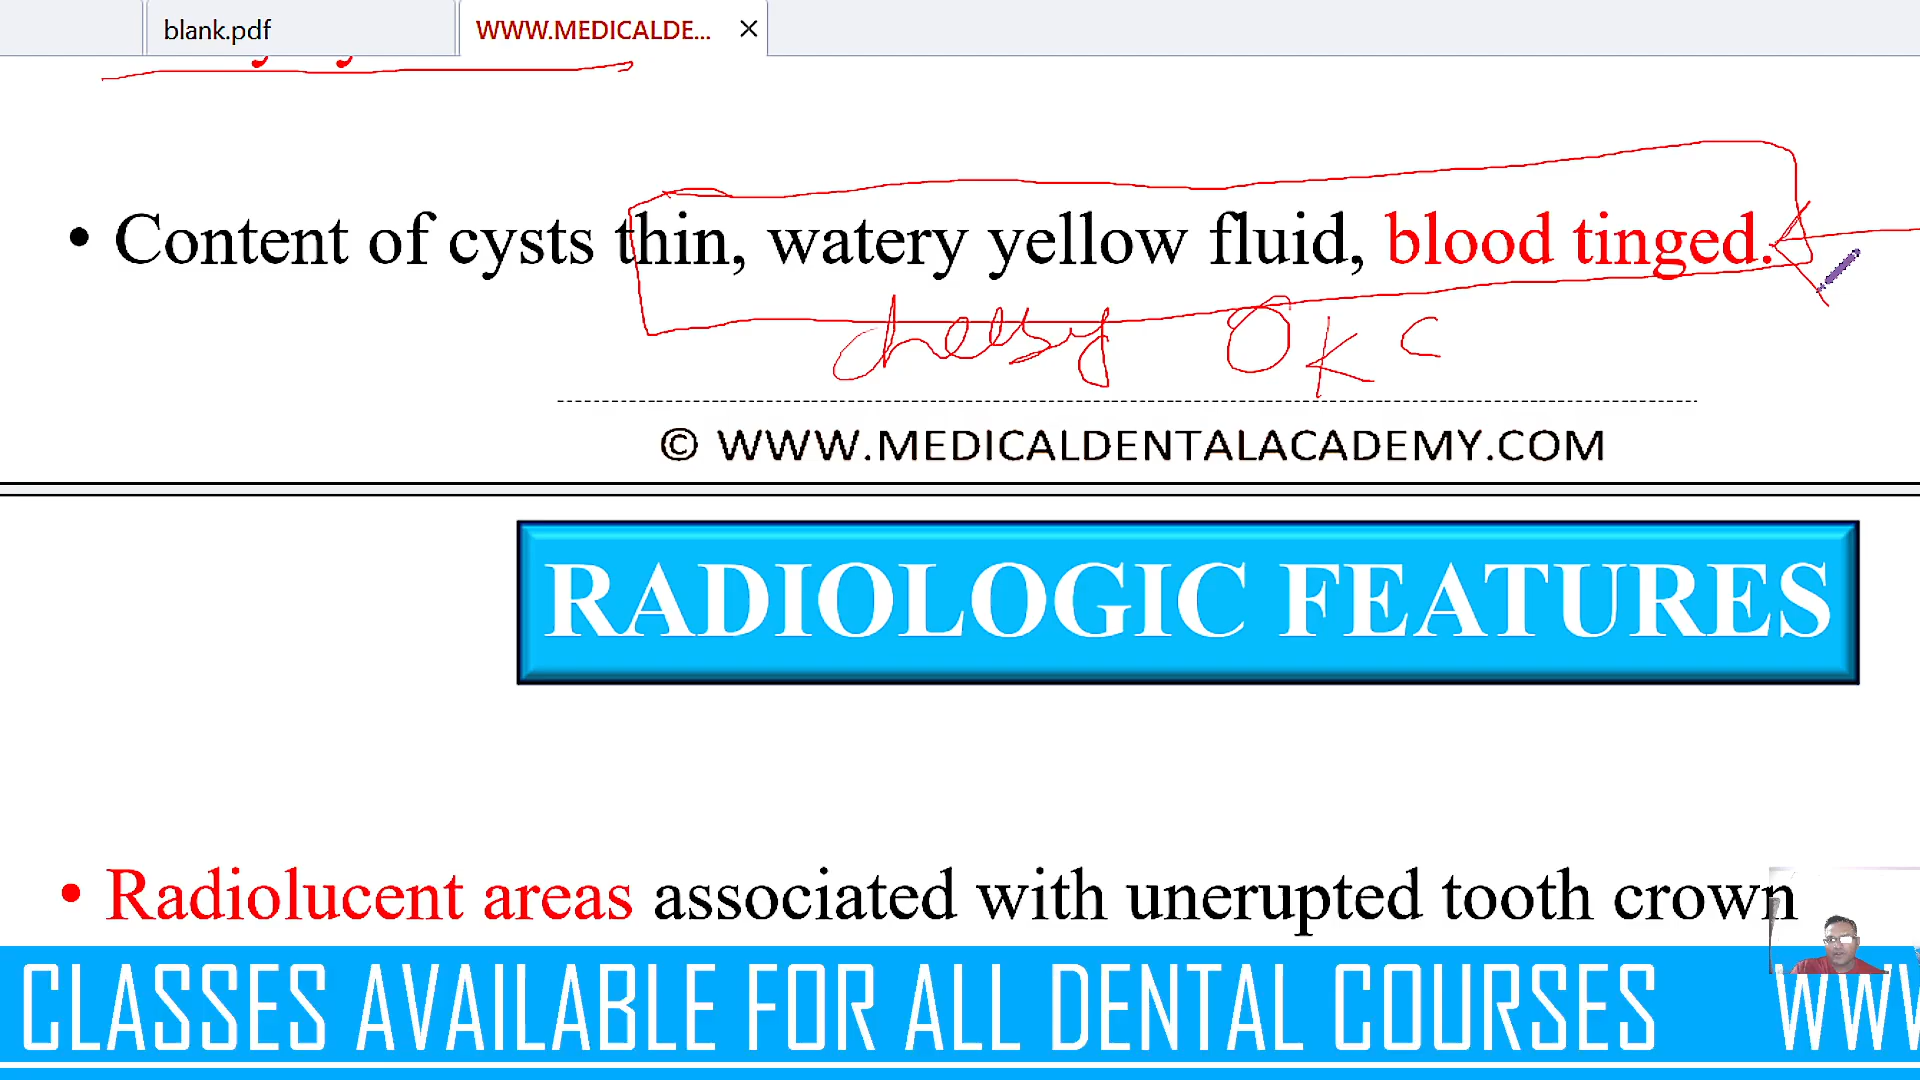 blank.pdf
WWW.MEDICALDE...
• Content of cysts thin, watery yellow fluid, blood tinged.
cheesy OKC
© WWW.MEDICALDENTALACADEMY.COM
RADIOLOGIC FEATURES
• Radiolucent areas associated with unerupted tooth crown
CLASSES AVAILABLE FOR ALL DENTAL COURSES WW